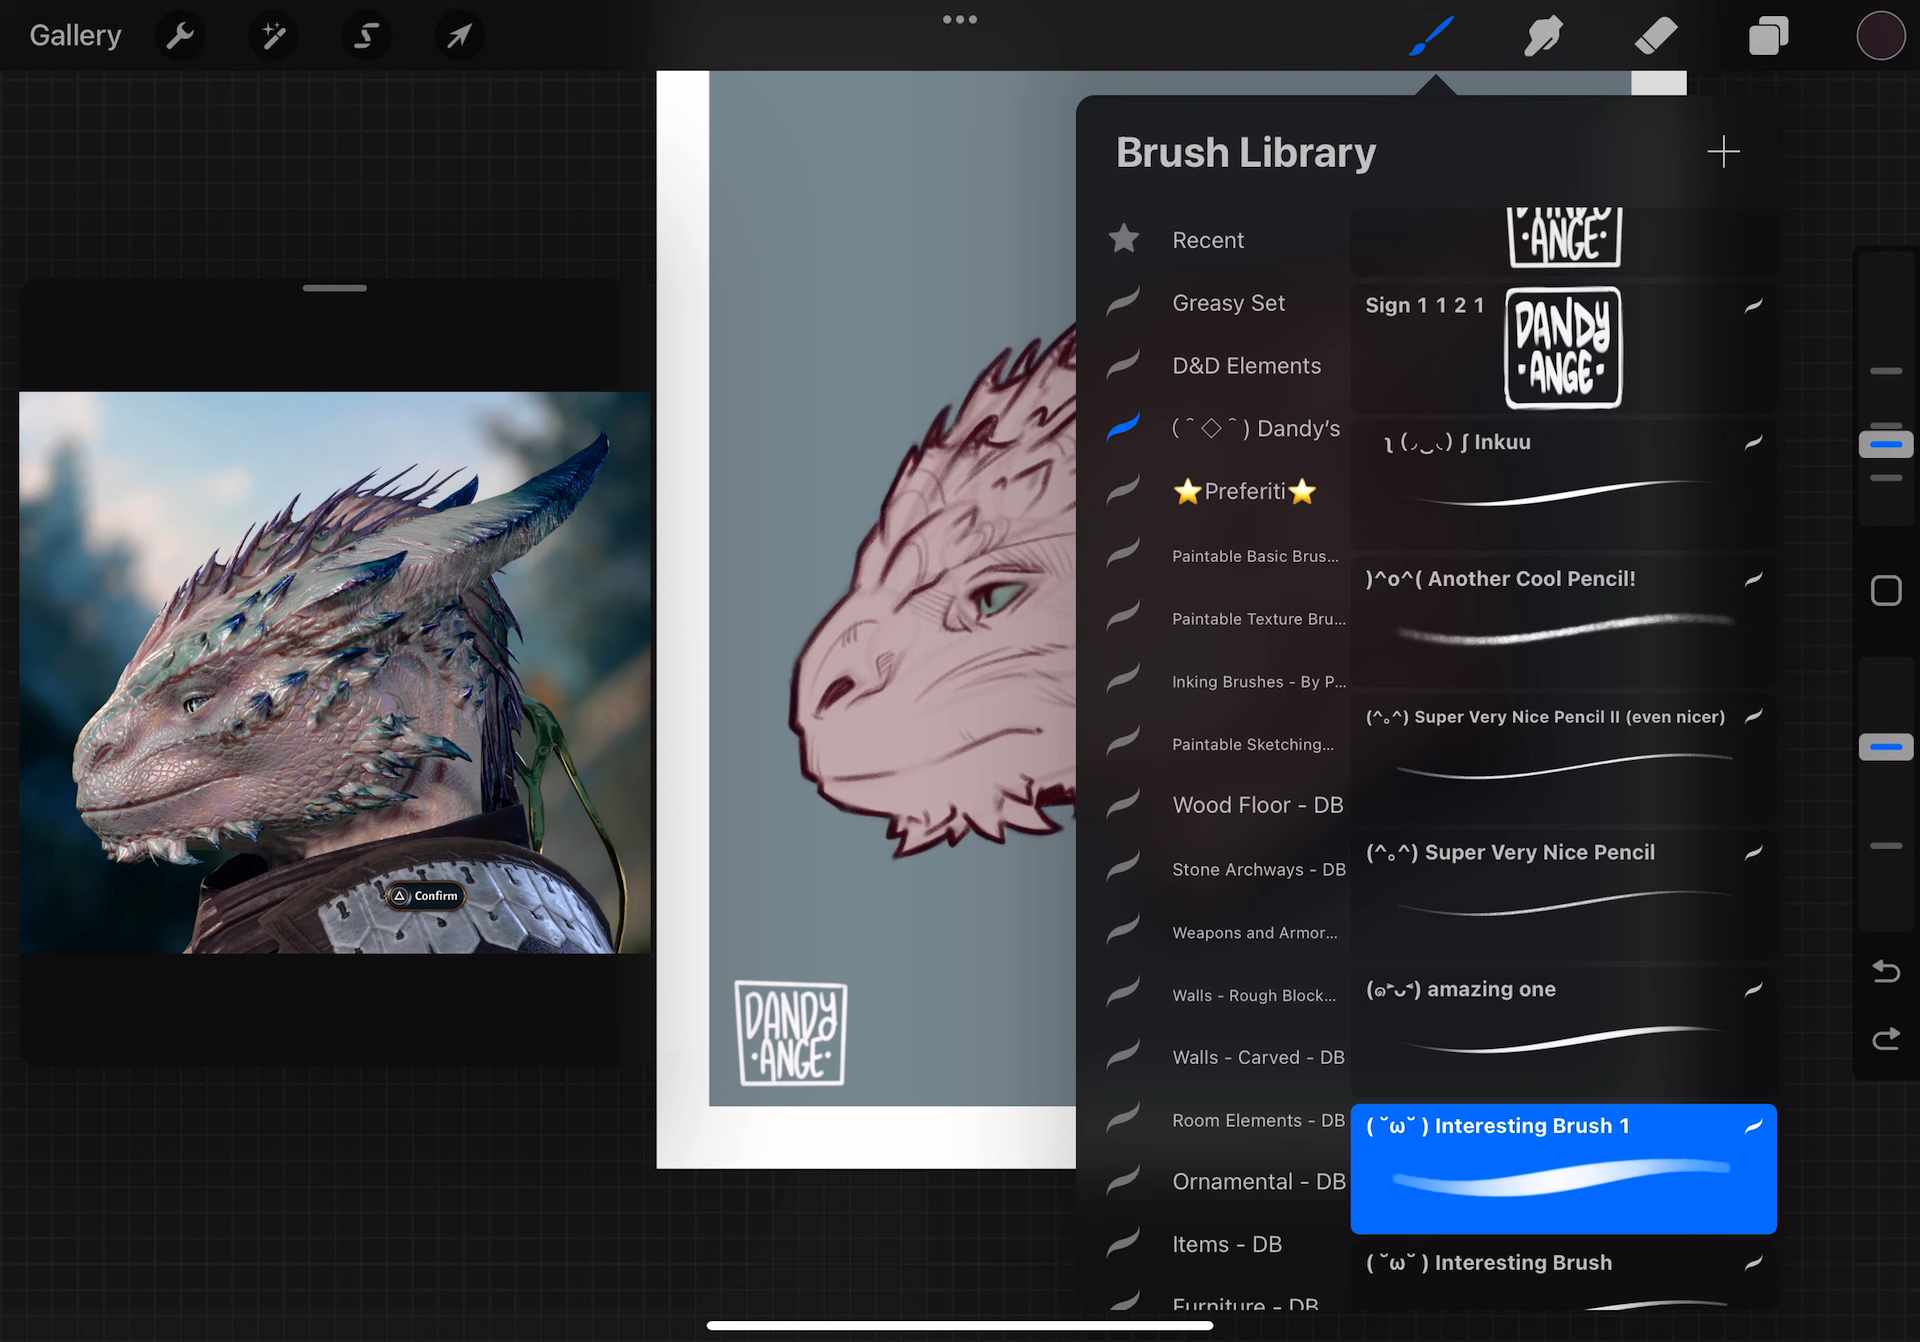 Gallery
Brush Library
Recent
Greasy Set
D&D Elements
( ˆ ◇ ˆ ) Dandy’s
⭐Preferiti⭐
Paintable Basic Brus...
Paintable Texture Bru...
Inking Brushes - By P...
Paintable Sketching...
Wood Floor - DB
Stone Archways - DB
Weapons and Armor...
Walls - Rough Block...
Walls - Carved - DB
Room Elements - DB
Ornamental - DB
Items - DB
Furniture - DB
DANDY
·ANGE·
Sign 1 1 2 1
DANDY
·ANGE·
ʅ (◞‿◟) ʃ Inkuu
)^o^( Another Cool Pencil!
(^｡^) Super Very Nice Pencil II (even nicer)
(^｡^) Super Very Nice Pencil
(๑˃ᴗ˂) amazing one
( ˘ω˘ ) Interesting Brush 1
( ˘ω˘ ) Interesting Brush
Confirm
DANDY
·ANGE·